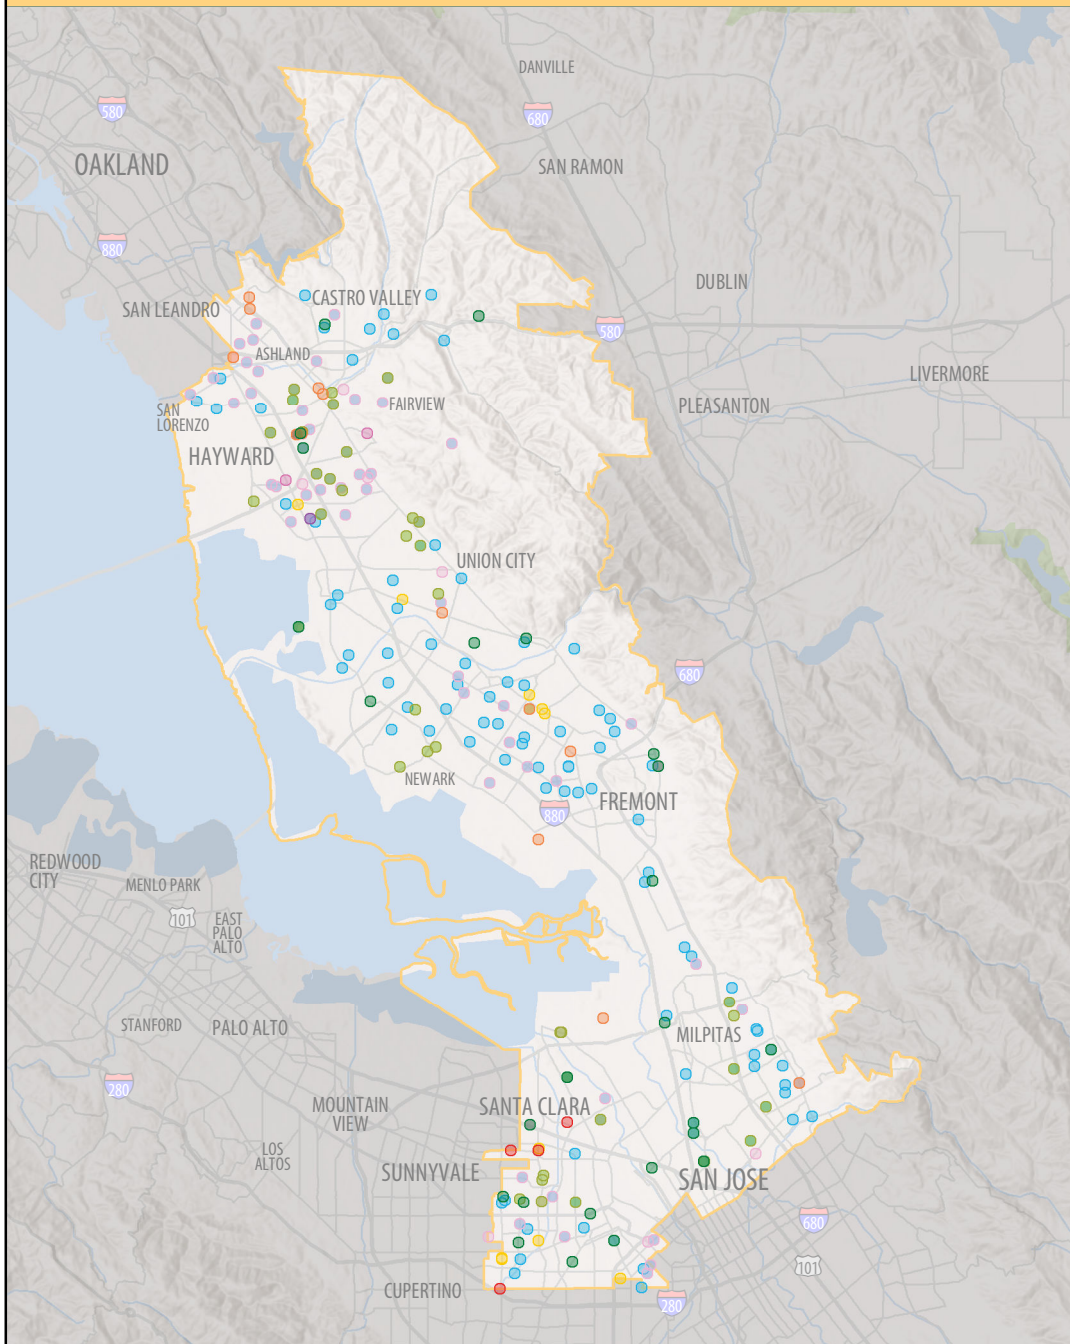 DANVILLE
580
680
OAKLAND
SAN RAMON
880
DUBLIN
CASTRO VALLEY
SAN LEANDRO
580
ASHLAND
LIVERMORE
FAIRVIEW
PLEASANTON
SAN
LORENZO
HAYWARD
UNION CITY
680
NEWARK
FREMONT
880
REDWOOD
CITY
MENLO PARK
101
EAST
PALO
ALTO
STANFORD
PALO ALTO
MILPITAS
280
MOUNTAIN
VIEW
SANTA CLARA
LOS
ALTOS
SUNNYVALE
SAN JOSE
680
101
CUPERTINO
280